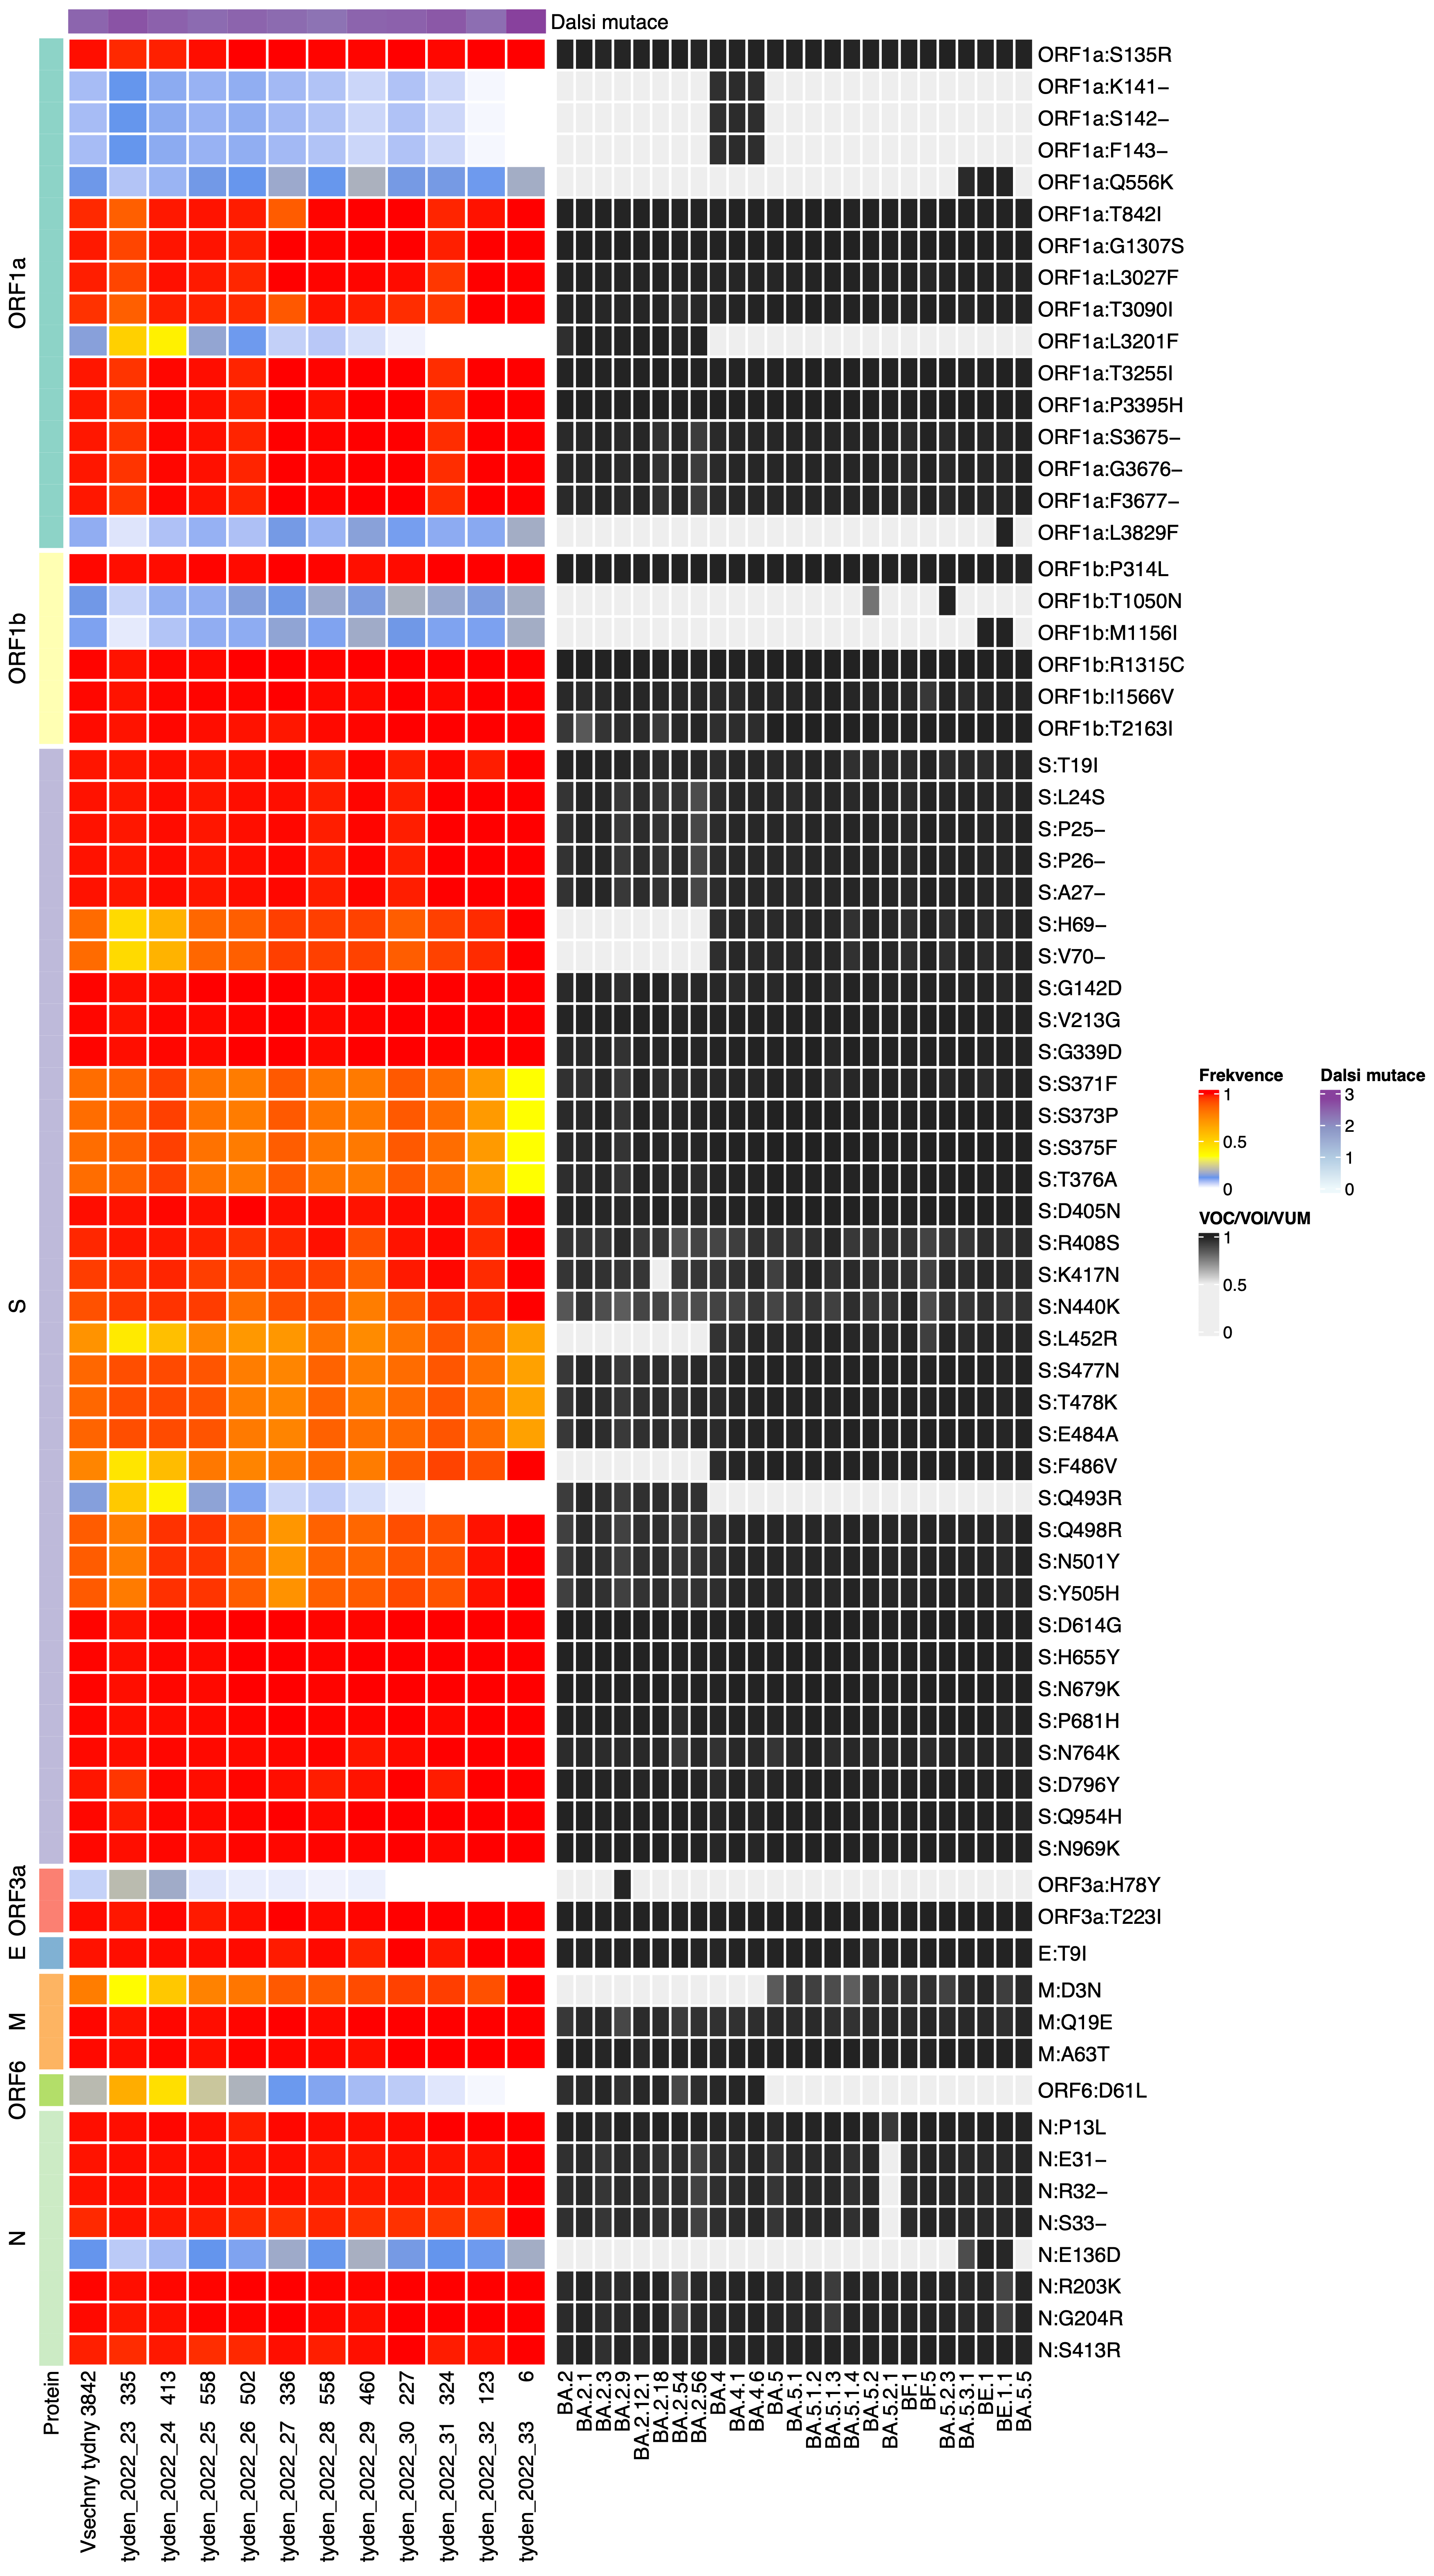 Dalsi mutace
ORF1a
ORF1a:S135R
ORF1a:K141−
ORF1a:S142−
ORF1a:F143−
ORF1a:Q556K
ORF1a:T842I
ORF1a:G1307S
ORF1a:L3027F
ORF1a:T3090I
ORF1a:L3201F
ORF1a:T3255I
ORF1a:P3395H
ORF1a:S3675−
ORF1a:G3676−
ORF1a:F3677−
ORF1a:L3829F
ORF1b
ORF1b:P314L
ORF1b:T1050N
ORF1b:M1156I
ORF1b:R1315C
ORF1b:I1566V
ORF1b:T2163I
S
S:T19I
S:L24S
S:P25−
S:P26−
S:A27−
S:H69−
S:V70−
S:G142D
S:V213G
S:G339D
S:S371F
S:S373P
S:S375F
S:T376A
S:D405N
S:R408S
S:K417N
S:N440K
S:L452R
S:S477N
S:T478K
S:E484A
S:F486V
S:Q493R
S:Q498R
S:N501Y
S:Y505H
S:D614G
S:H655Y
S:N679K
S:P681H
S:N764K
S:D796Y
S:Q954H
S:N969K
ORF3a
ORF3a:H78Y
ORF3a:T223I
E
E:T9I
M
M:D3N
M:Q19E
M:A63T
ORF6
ORF6:D61L
N
N:P13L
N:E31−
N:R32−
N:S33−
N:E136D
N:R203K
N:G204R
N:S413R
Protein
Vsechny tydny 3842
tyden_2022_23 335
tyden_2022_24 413
tyden_2022_25 558
tyden_2022_26 502
tyden_2022_27 336
tyden_2022_28 558
tyden_2022_29 460
tyden_2022_30 227
tyden_2022_31 324
tyden_2022_32 123
tyden_2022_33 6
BA.2
BA.2.1
BA.2.3
BA.2.9
BA.2.12.1
BA.2.18
BA.2.54
BA.2.56
BA.4
BA.4.1
BA.4.6
BA.5
BA.5.1
BA.5.1.2
BA.5.1.3
BA.5.1.4
BA.5.2
BA.5.2.1
BF.1
BF.5
BA.5.2.3
BA.5.3.1
BE.1
BE.1.1
BA.5.5
Frekvence
1
0.5
0
Dalsi mutace
3
2
1
0
VOC/VOI/VUM
1
0.5
0